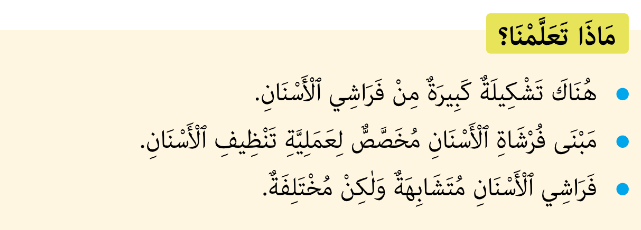 مَاذَا تَعَلَّمْنَا؟
هُنَاكَ تَشْكِيلَةٌ كَبِيرَةٌ مِنْ فَرَاشِي ٱلْأَسْنَانِ.
مَبْنَى فُرْشَاةِ ٱلْأَسْنَانِ مُخَصَّصٌ لِعَمَلِيَّةِ تَنْظِيفِ ٱلْأَسْنَانِ.
فَرَاشِي ٱلْأَسْنَانِ مُتَشَابِهَةٌ وَلٰكِنْ مُخْتَلِفَةٌ.